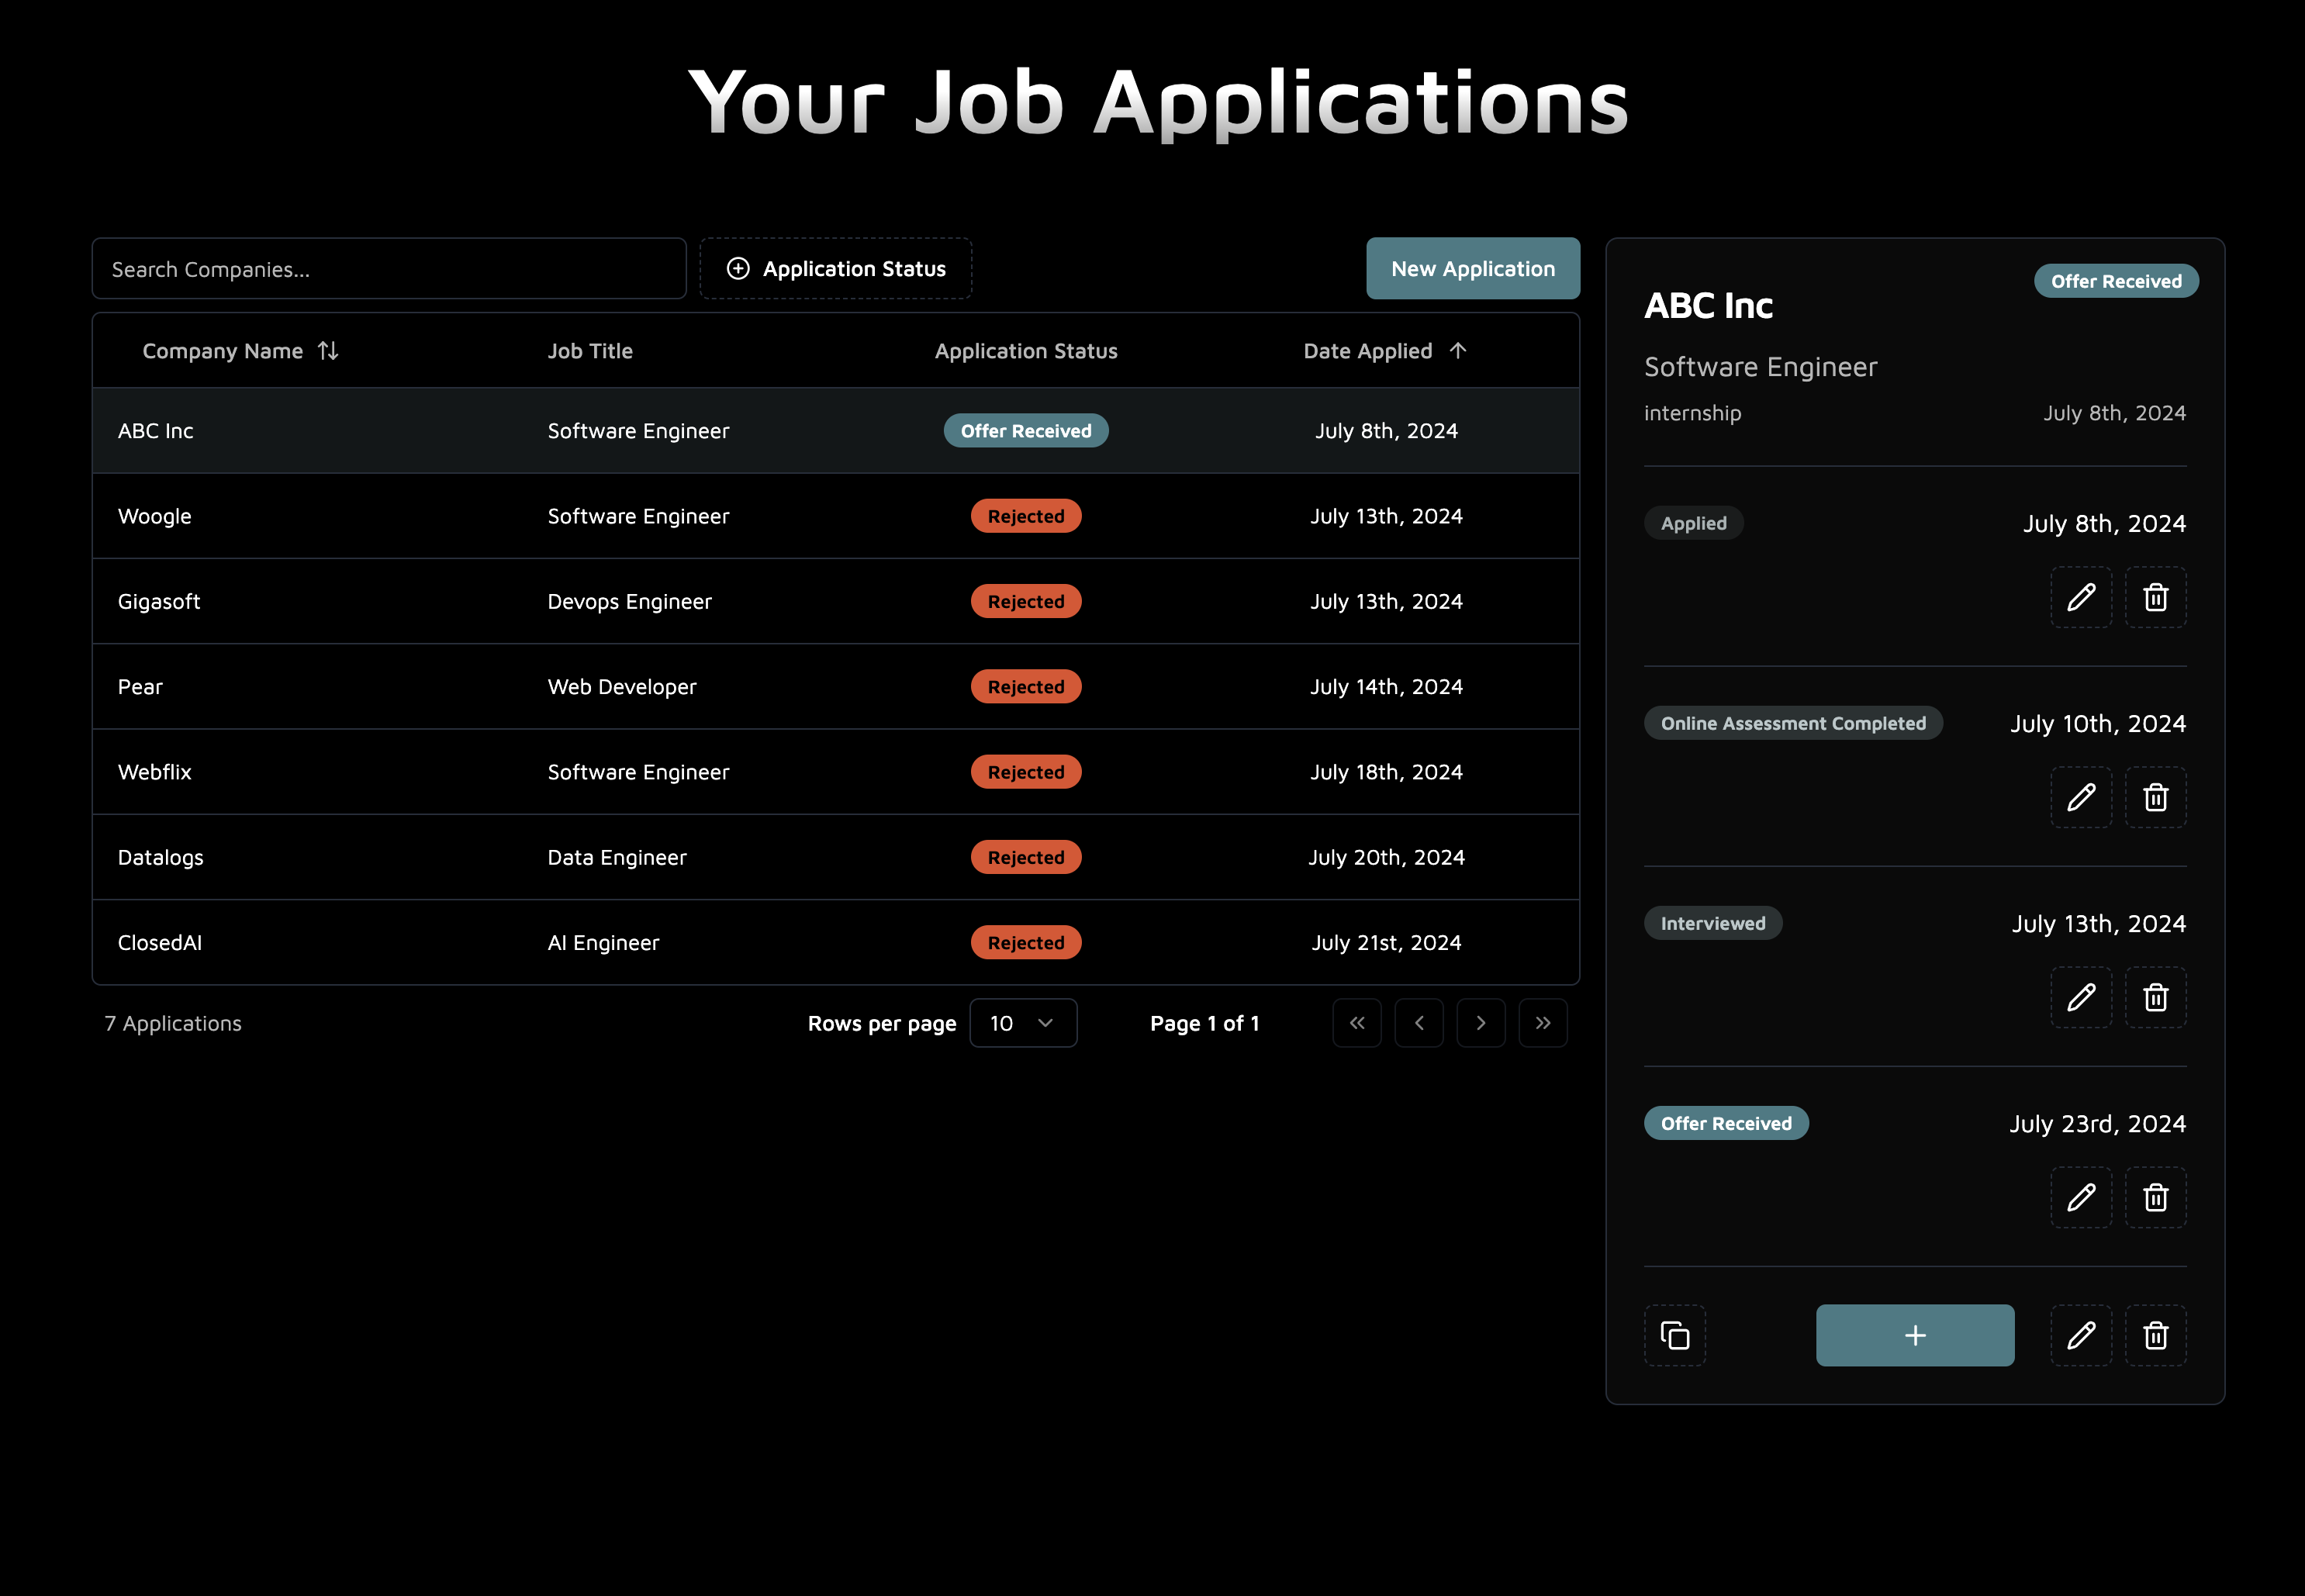 Your Job Applications
Search Companies...
Application Status
New Application
Company Name Job Title Application Status Date Applied
ABC Inc Software Engineer Offer Received July 8th, 2024
Woogle Software Engineer Rejected July 13th, 2024
Gigasoft Devops Engineer Rejected July 13th, 2024
Pear Web Developer Rejected July 14th, 2024
Webflix Software Engineer Rejected July 18th, 2024
Datalogs Data Engineer Rejected July 20th, 2024
ClosedAI AI Engineer Rejected July 21st, 2024
7 Applications Rows per page 10 Page 1 of 1
Offer Received
ABC Inc
Software Engineer
internship July 8th, 2024
Applied July 8th, 2024
Online Assessment Completed July 10th, 2024
Interviewed July 13th, 2024
Offer Received July 23rd, 2024